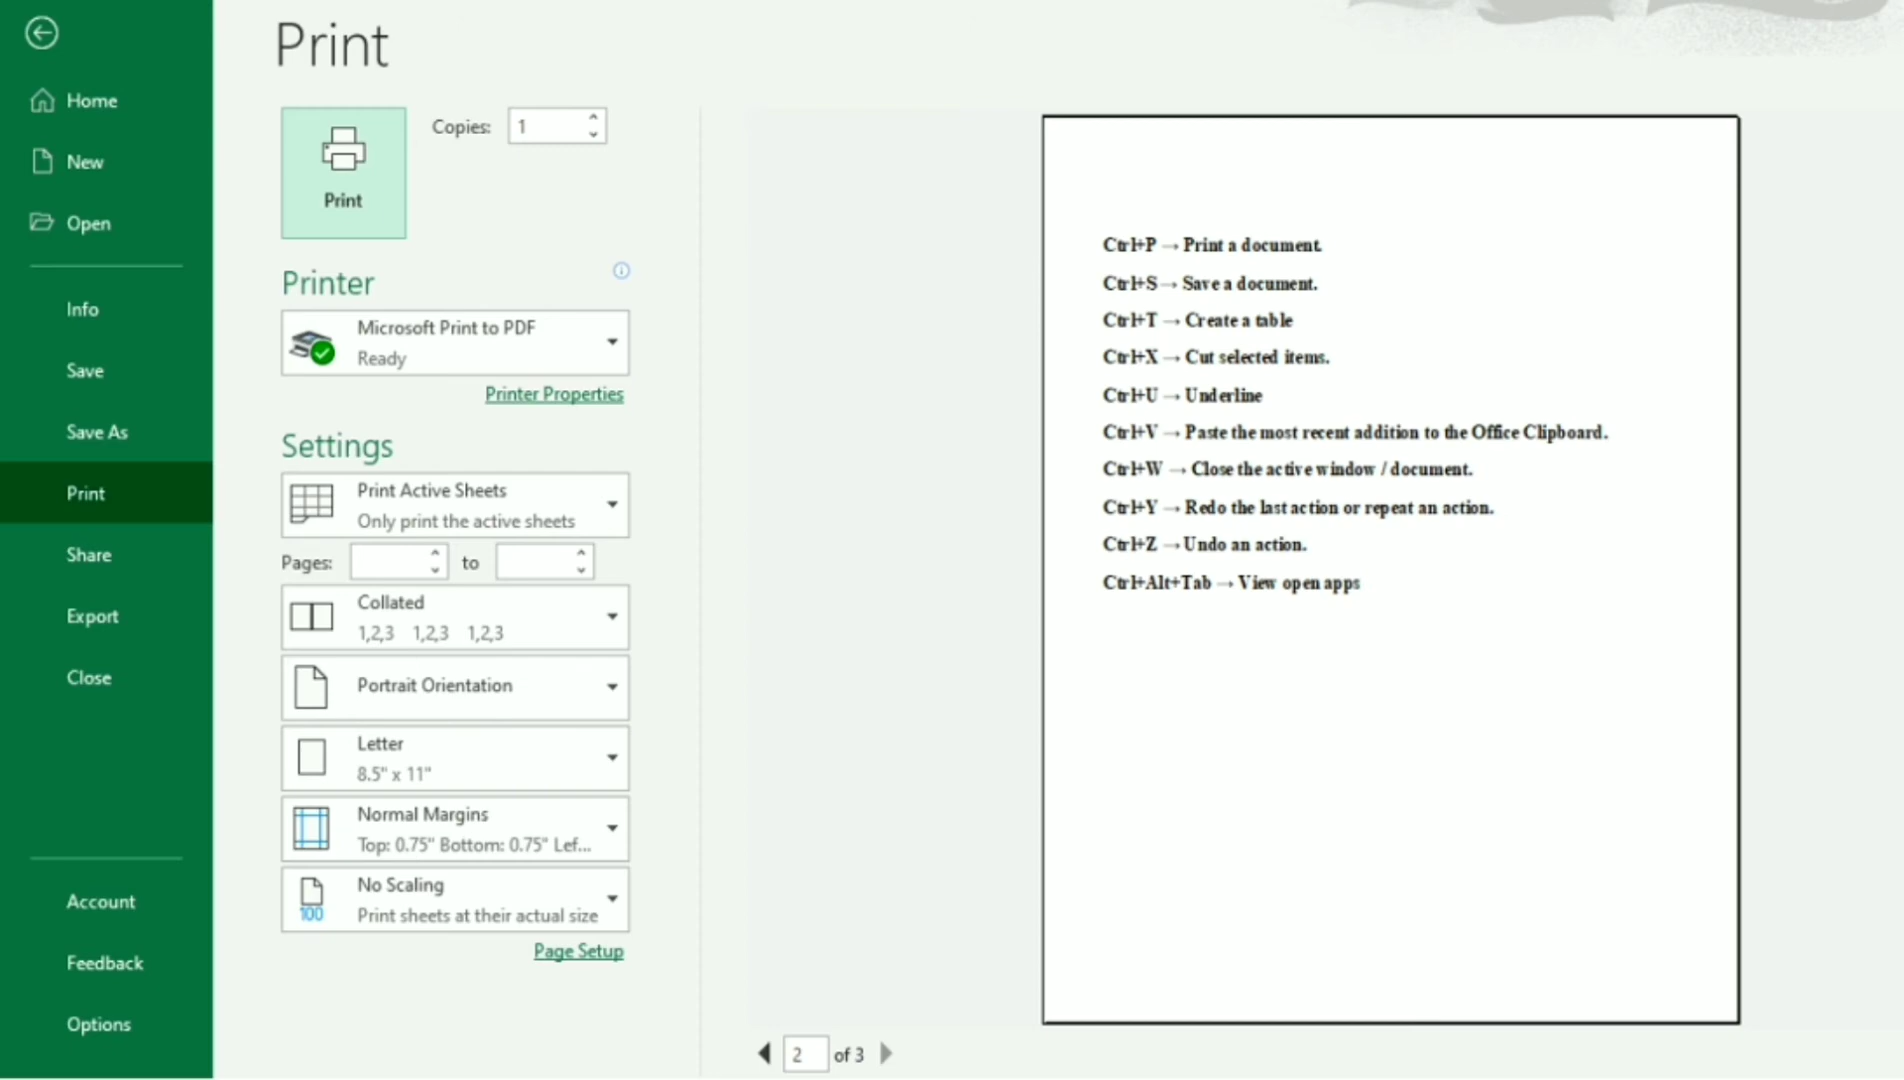 Print
Home
New
Open
Info
Save
Save As
Print
Share
Export
Close
Account
Feedback
Options
Print
Copies: 1
Printer
Microsoft Print to PDF
Ready
Printer Properties
Settings
Print Active Sheets
Only print the active sheets
Pages: to
Collated
1,2,3 1,2,3 1,2,3
Portrait Orientation
Letter
8.5" x 11"
Normal Margins
Top: 0.75" Bottom: 0.75" Lef...
No Scaling
100 Print sheets at their actual size
Page Setup
Ctrl+P → Print a document.
Ctrl+S → Save a document.
Ctrl+T → Create a table
Ctrl+X → Cut selected items.
Ctrl+U → Underline
Ctrl+V → Paste the most recent addition to the Office Clipboard.
Ctrl+W → Close the active window / document.
Ctrl+Y → Redo the last action or repeat an action.
Ctrl+Z → Undo an action.
Ctrl+Alt+Tab → View open apps
2 of 3